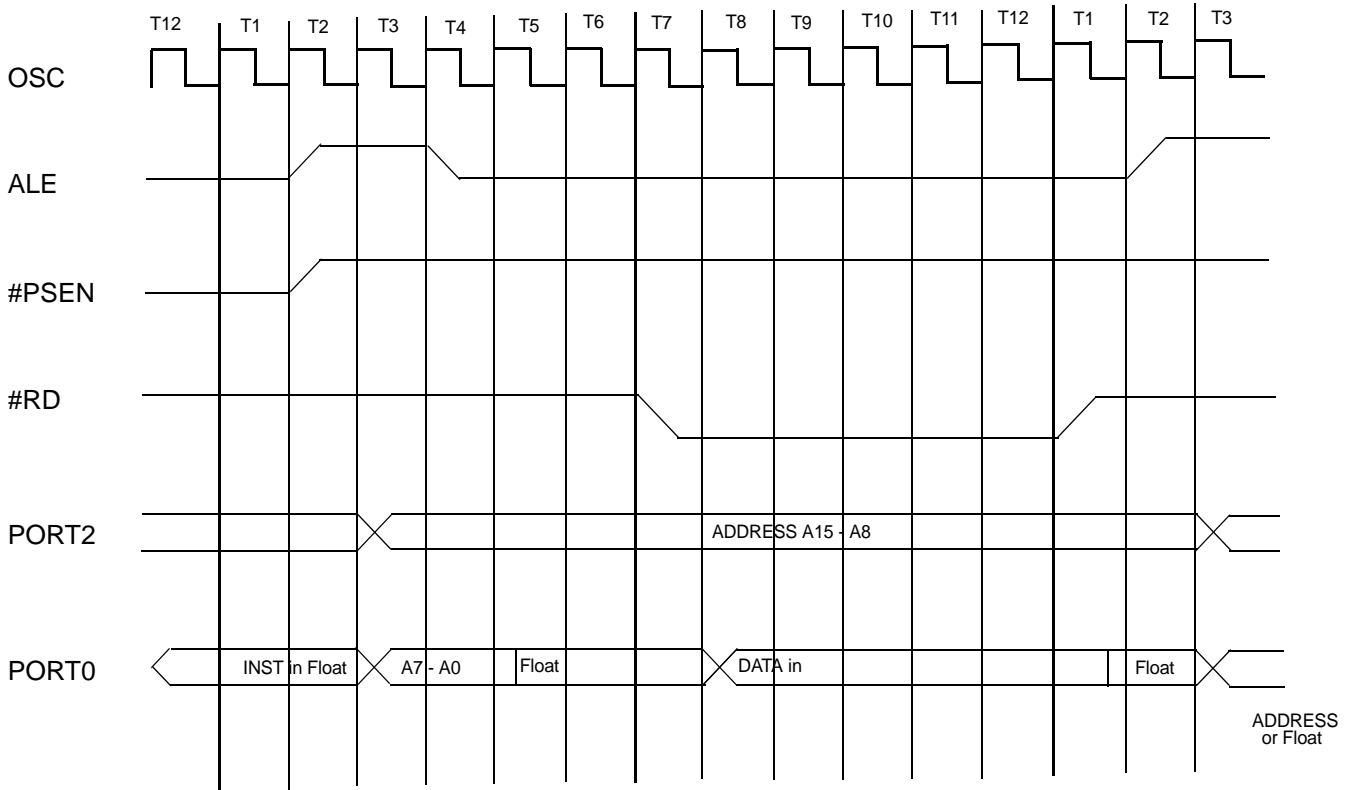 T12 T1 T2 T3 T4 T5 T6 T7 T8 T9 T10 T11 T12 T1 T2 T3
OSC
ALE
#PSEN
#RD
PORT2 ADDRESS A15 - A8
PORT0 INST in Float A7 - A0 Float DATA in Float
ADDRESS
or Float